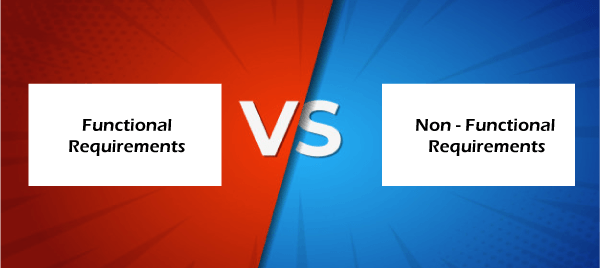 Functional
Requirements
VS
Non - Functional
Requirements